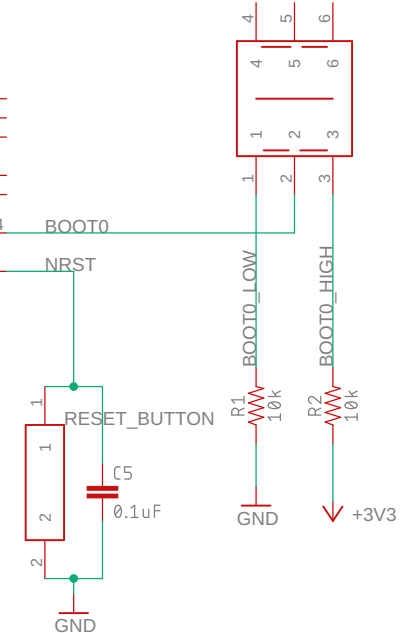 4 5 6
4 5 6
1 2 3
1 2 3
4
BOOT0
NRST
BOOT0_LOW
BOOT0_HIGH
R1
10k
R2
10k
1
RESET_BUTTON
1
C5
0.1uF
2
2
GND
+3V3
GND